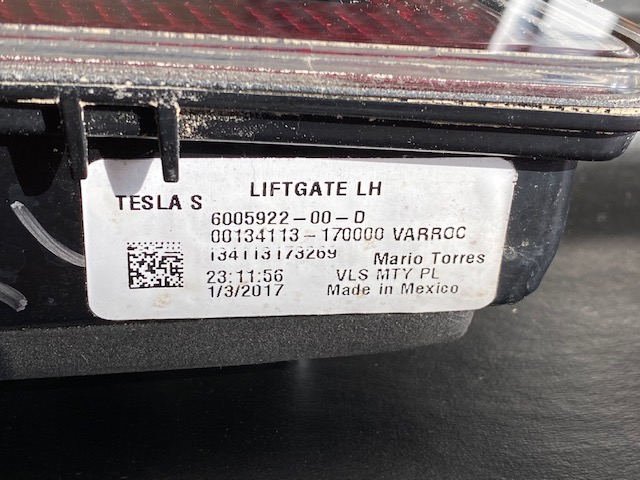 LIFTGATE LH
TESLA S
6005922-00-D
00134113-170000 VARROC
134113173269 Mario Torres
23:11:56 VLS MTY PL
1/3/2017 Made in Mexico